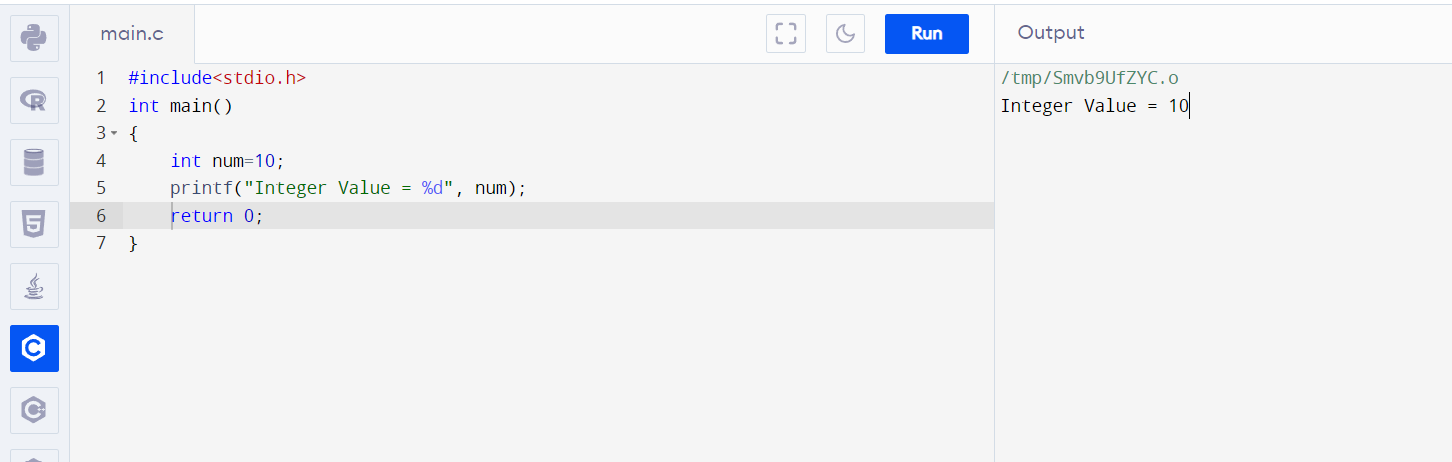 main.c
Run
Output
1 #include<stdio.h>
2 int main()
3 {
4     int num=10;
5     printf("Integer Value = %d", num);
6     return 0;
7 }
/tmp/Smvb9UfZYC.o
Integer Value = 10